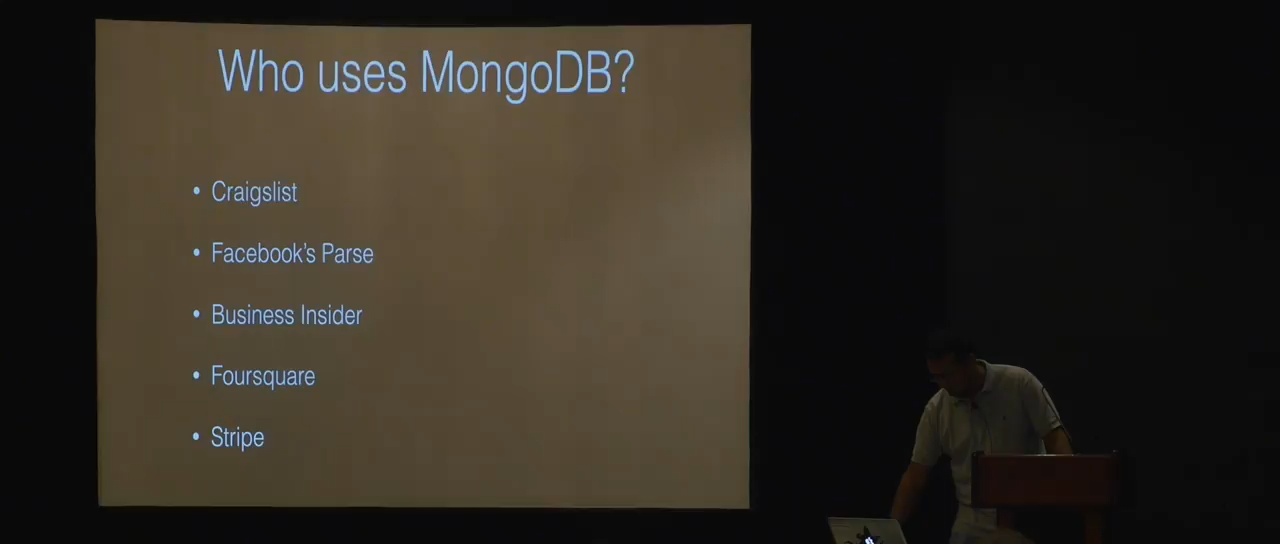 Who uses MongoDB?
• Craigslist
• Facebook's Parse
• Business Insider
• Foursquare
• Stripe